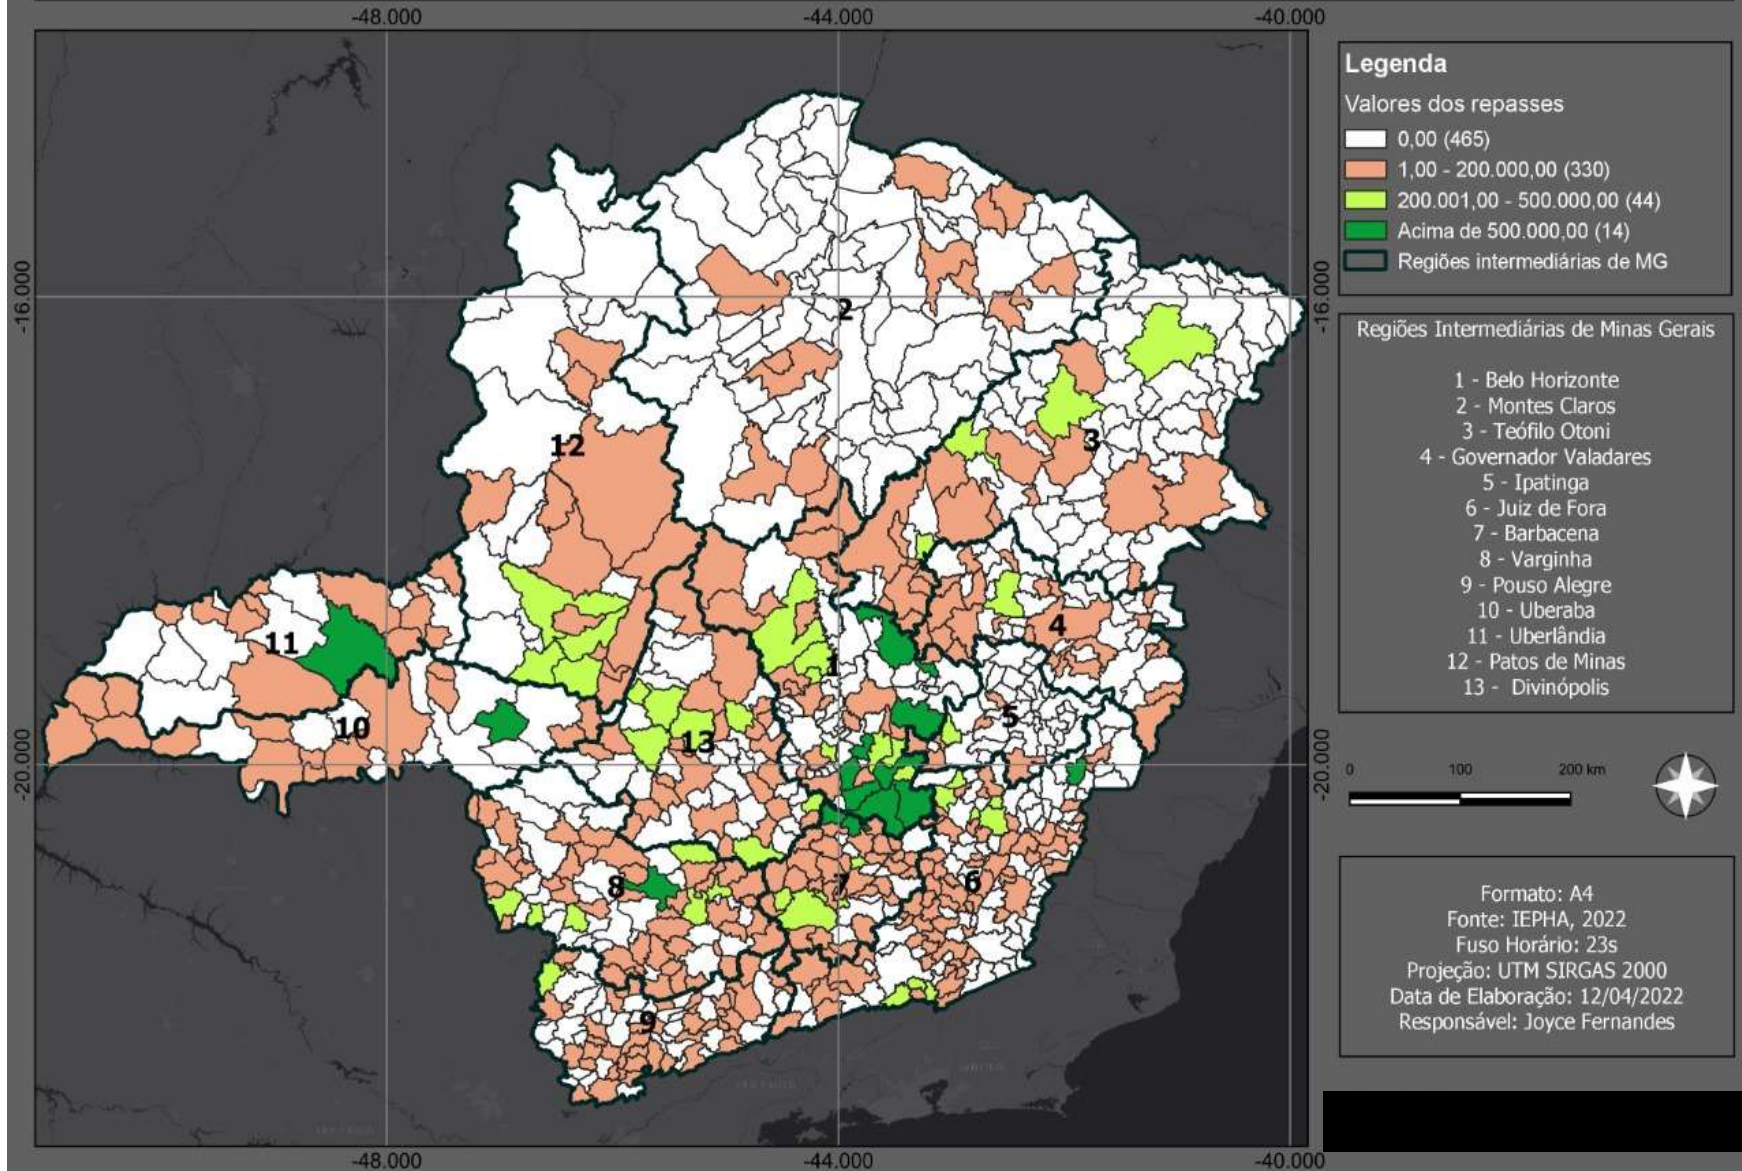 -48.000
-44.000
-40.000
Legenda
Valores dos repasses
0,00 (465)
1,00 - 200.000,00 (330)
200.001,00 - 500.000,00 (44)
Acima de 500.000,00 (14)
Regiões intermediárias de MG
-16.000
-16.000
2
Regiões Intermediárias de Minas Gerais
1 - Belo Horizonte
2 - Montes Claros
3 - Teófilo Otoni
4 - Governador Valadares
5 - Ipatinga
6 - Juiz de Fora
7 - Barbacena
8 - Varginha
9 - Pouso Alegre
10 - Uberaba
11 - Uberlândia
12 - Patos de Minas
13 - Divinópolis
12
3
4
11
1
5
10
13
-20.000
-20.000
0 100 200 km
8
7
6
9
Formato: A4
Fonte: IEPHA, 2022
Fuso Horário: 23s
Projeção: UTM SIRGAS 2000
Data de Elaboração: 12/04/2022
Responsável: Joyce Fernandes
-48.000
-44.000
-40.000